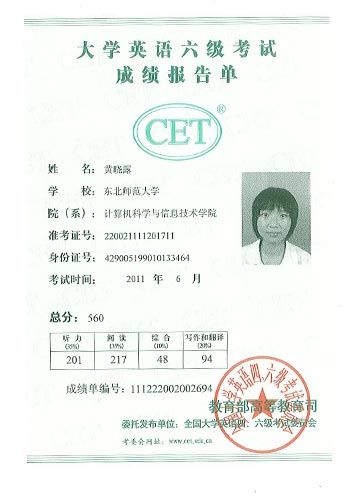 大学英语六级考试
成绩报告单
CET®
姓 名：黄晓露
学 校：东北师范大学
院（系）：计算机科学与信息技术学院
准考证号：220021111201711
身份证号：429005199010133464
考试时间：2011 年 6 月
总分：560
听力 阅读 综合 写作和翻译
(35%) (35%) (10%) (20%)
201 217 48 94
成绩单编号：111222002002694
教育部高等教育司
委托发布单位：全国大学英语四、六级考试委员会
考委会网址：www.cet.edu.cn
全国大学英语四、六级考试委员会